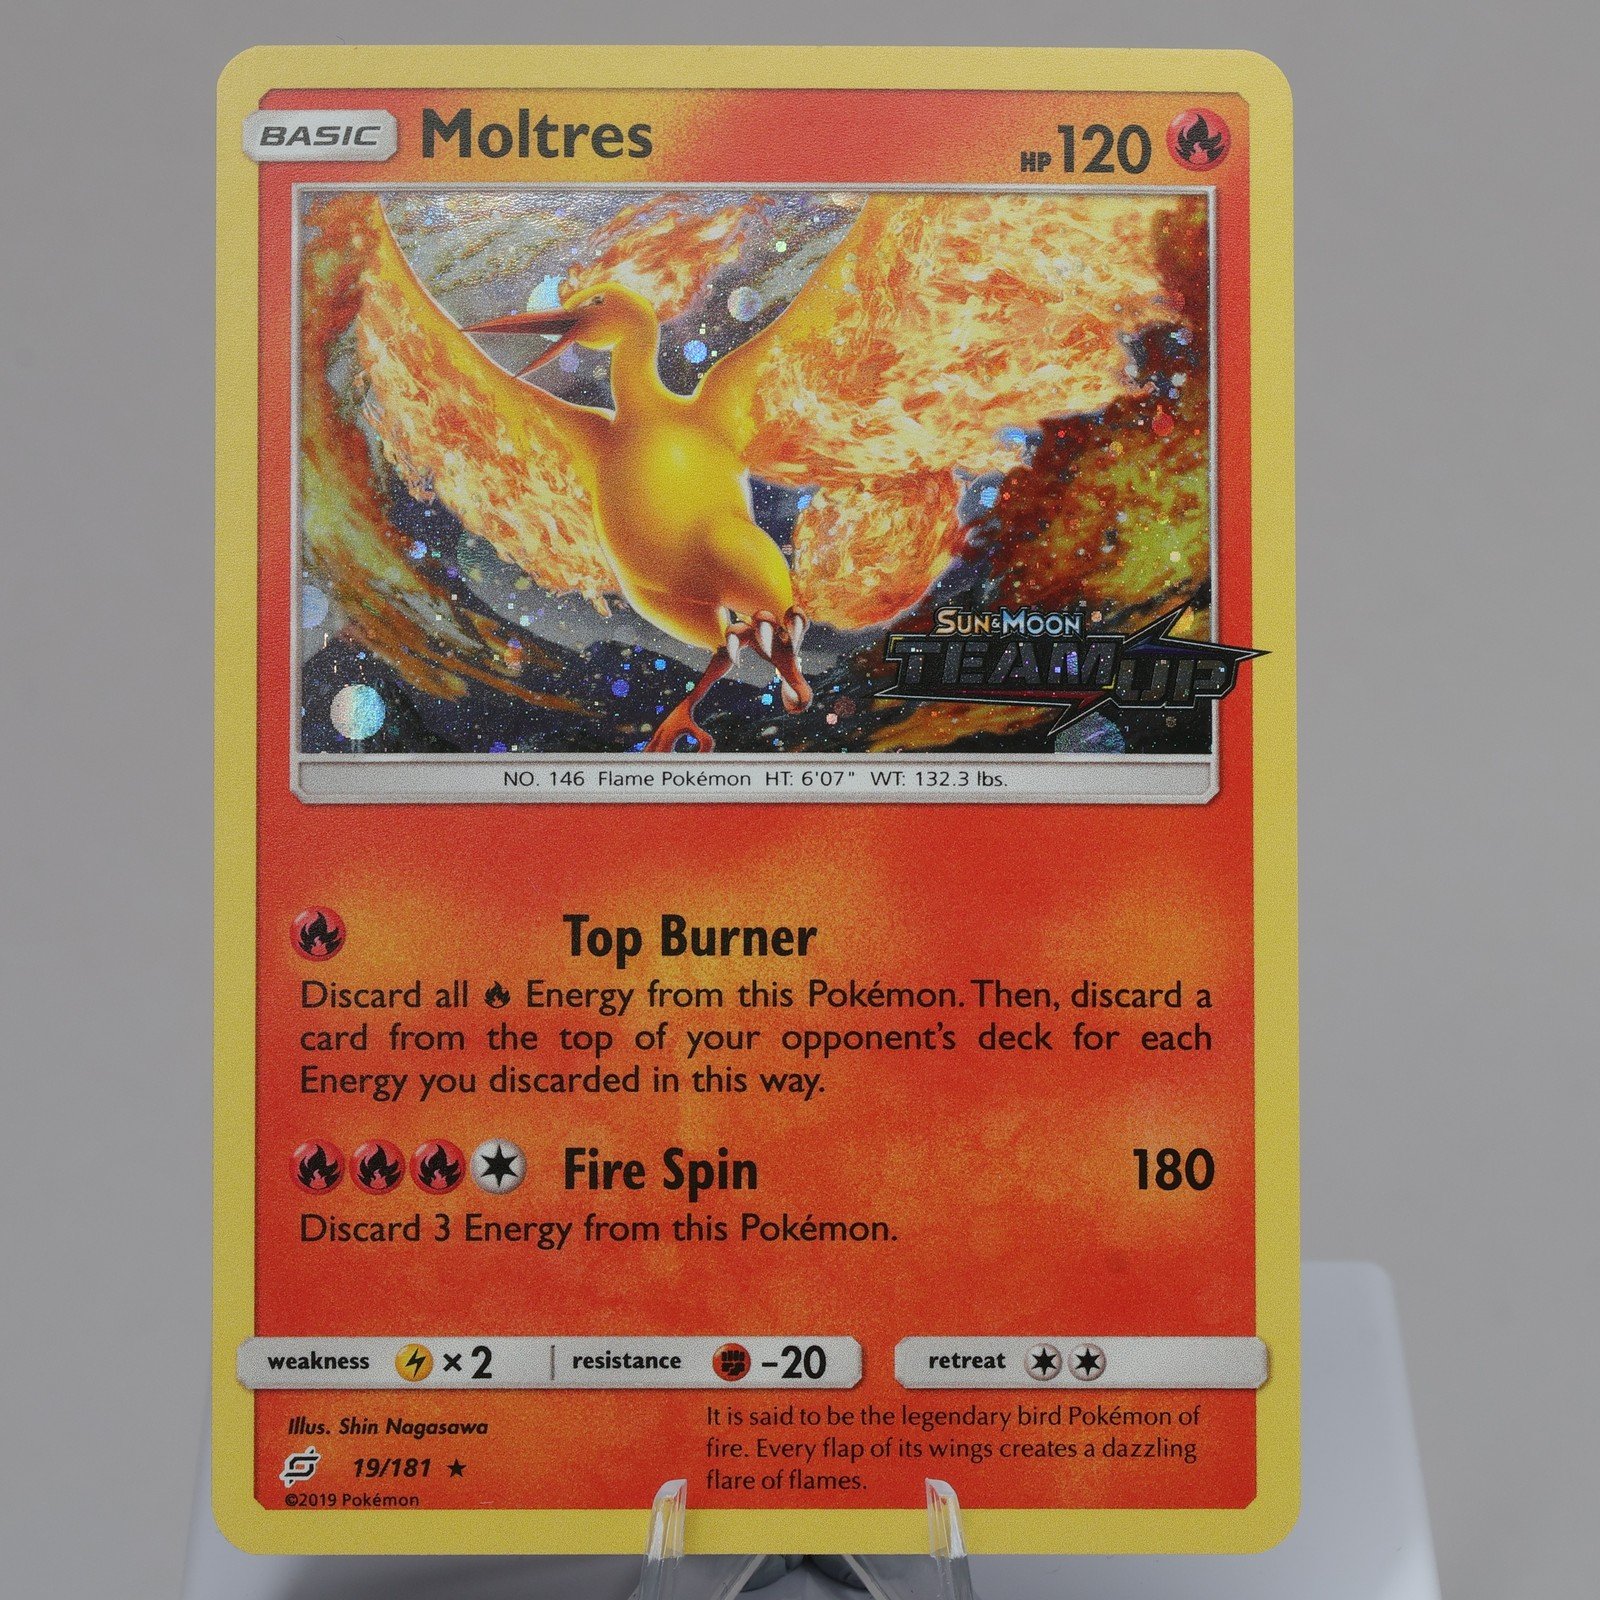 BASIC Moltres HP 120
SUN & MOON
TEAM UP
NO. 146 Flame Pokémon HT: 6'07" WT: 132.3 lbs.
Top Burner
Discard all Energy from this Pokémon. Then, discard a
card from the top of your opponent's deck for each
Energy you discarded in this way.
Fire Spin 180
Discard 3 Energy from this Pokémon.
weakness ×2 resistance -20 retreat
Illus. Shin Nagasawa
19/181 ★
©2019 Pokémon
It is said to be the legendary bird Pokémon of
fire. Every flap of its wings creates a dazzling
flare of flames.